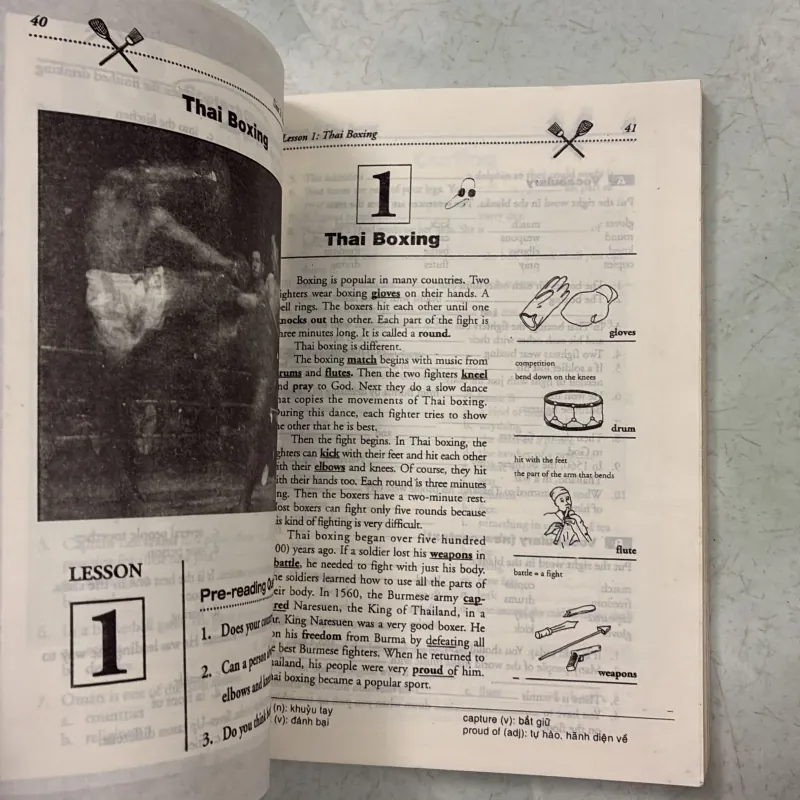 40
Thai Boxing
LESSON
1
Pre-reading
1. Does your
2. Can a person
elbows and
3. Do you think
Lesson 1: Thai Boxing
41
1
Thai Boxing
Boxing is popular in many countries. Two
ighters wear boxing gloves on their hands. A
ell rings. The boxers hit each other until one
nocks out the other. Each part of the fight is
hree minutes long. It is called a round.
Thai boxing is different.
The boxing match begins with music from
rums and flutes. Then the two fighters kneel
nd pray to God. Next they do a slow dance
hat copies the movements of Thai boxing.
During this dance, each fighter tries to show
he other that he is best.
Then the fight begins. In Thai boxing, the
ghters can kick with their feet and hit each other
ith their elbows and knees. Of course, they hit
ith their hands too. Each round is three minutes
ng. Then the boxers have a two-minute rest.
ost boxers can fight only five rounds because
is kind of fighting is very difficult.
Thai boxing began over five hundred
00) years ago. If a soldier lost his weapons in
battle, he needed to fight with just his body.
he soldiers learned how to use all the parts of
eir body. In 1560, the Burmese army cap-
red Naresuen, the King of Thailand, in a
r. King Naresuen was a very good boxer. He
on his freedom from Burma by defeating all
e best Burmese fighters. When he returned to
ailand, his people were very proud of him.
ai boxing became a popular sport.
gloves
competition
bend down on the knees
drum
hit with the feet
the part of the arm that bends
flute
battle = a fight
weapons
(n): khuỷu tay
(v): đánh bại
capture (v): bắt giữ
proud of (adj): tự hào, hãnh diện về